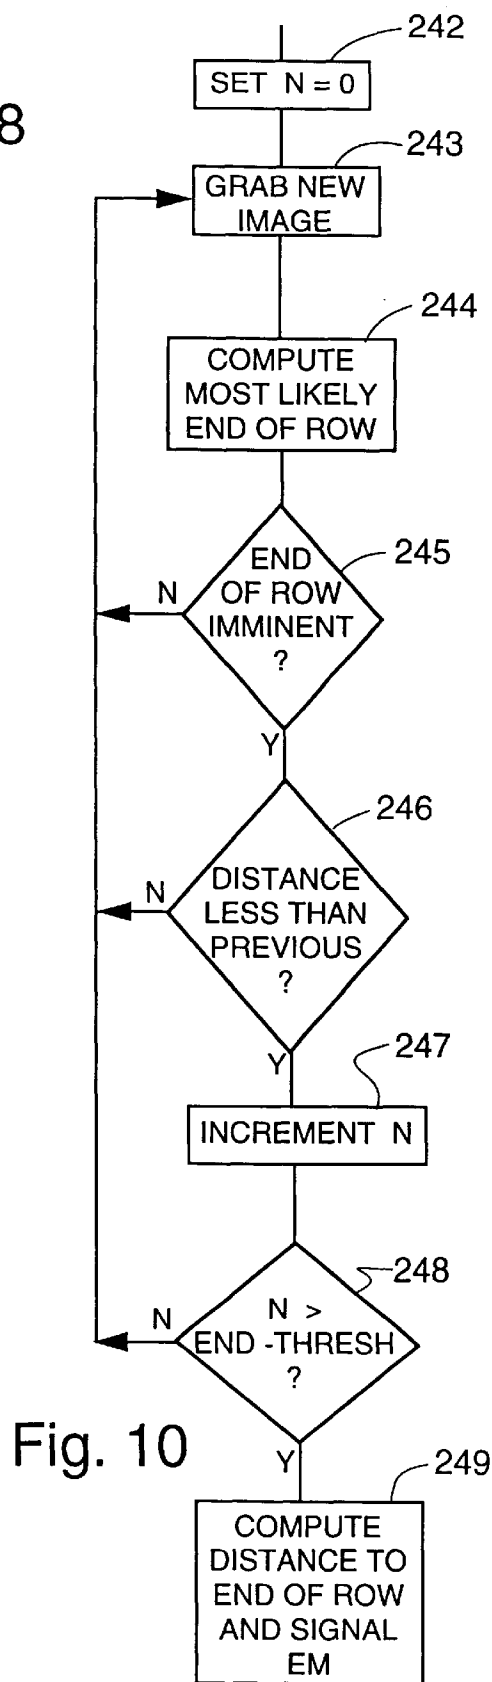 242
SET N = 0
8
243
GRAB NEW
IMAGE
244
COMPUTE
MOST LIKELY
END OF ROW
245
END
OF ROW
IMMINENT
?
N
Y
246
DISTANCE
LESS THAN
PREVIOUS
?
N
Y
247
INCREMENT N
248
N >
END -THRESH
?
N
Y
Fig. 10
249
COMPUTE
DISTANCE TO
END OF ROW
AND SIGNAL
EM